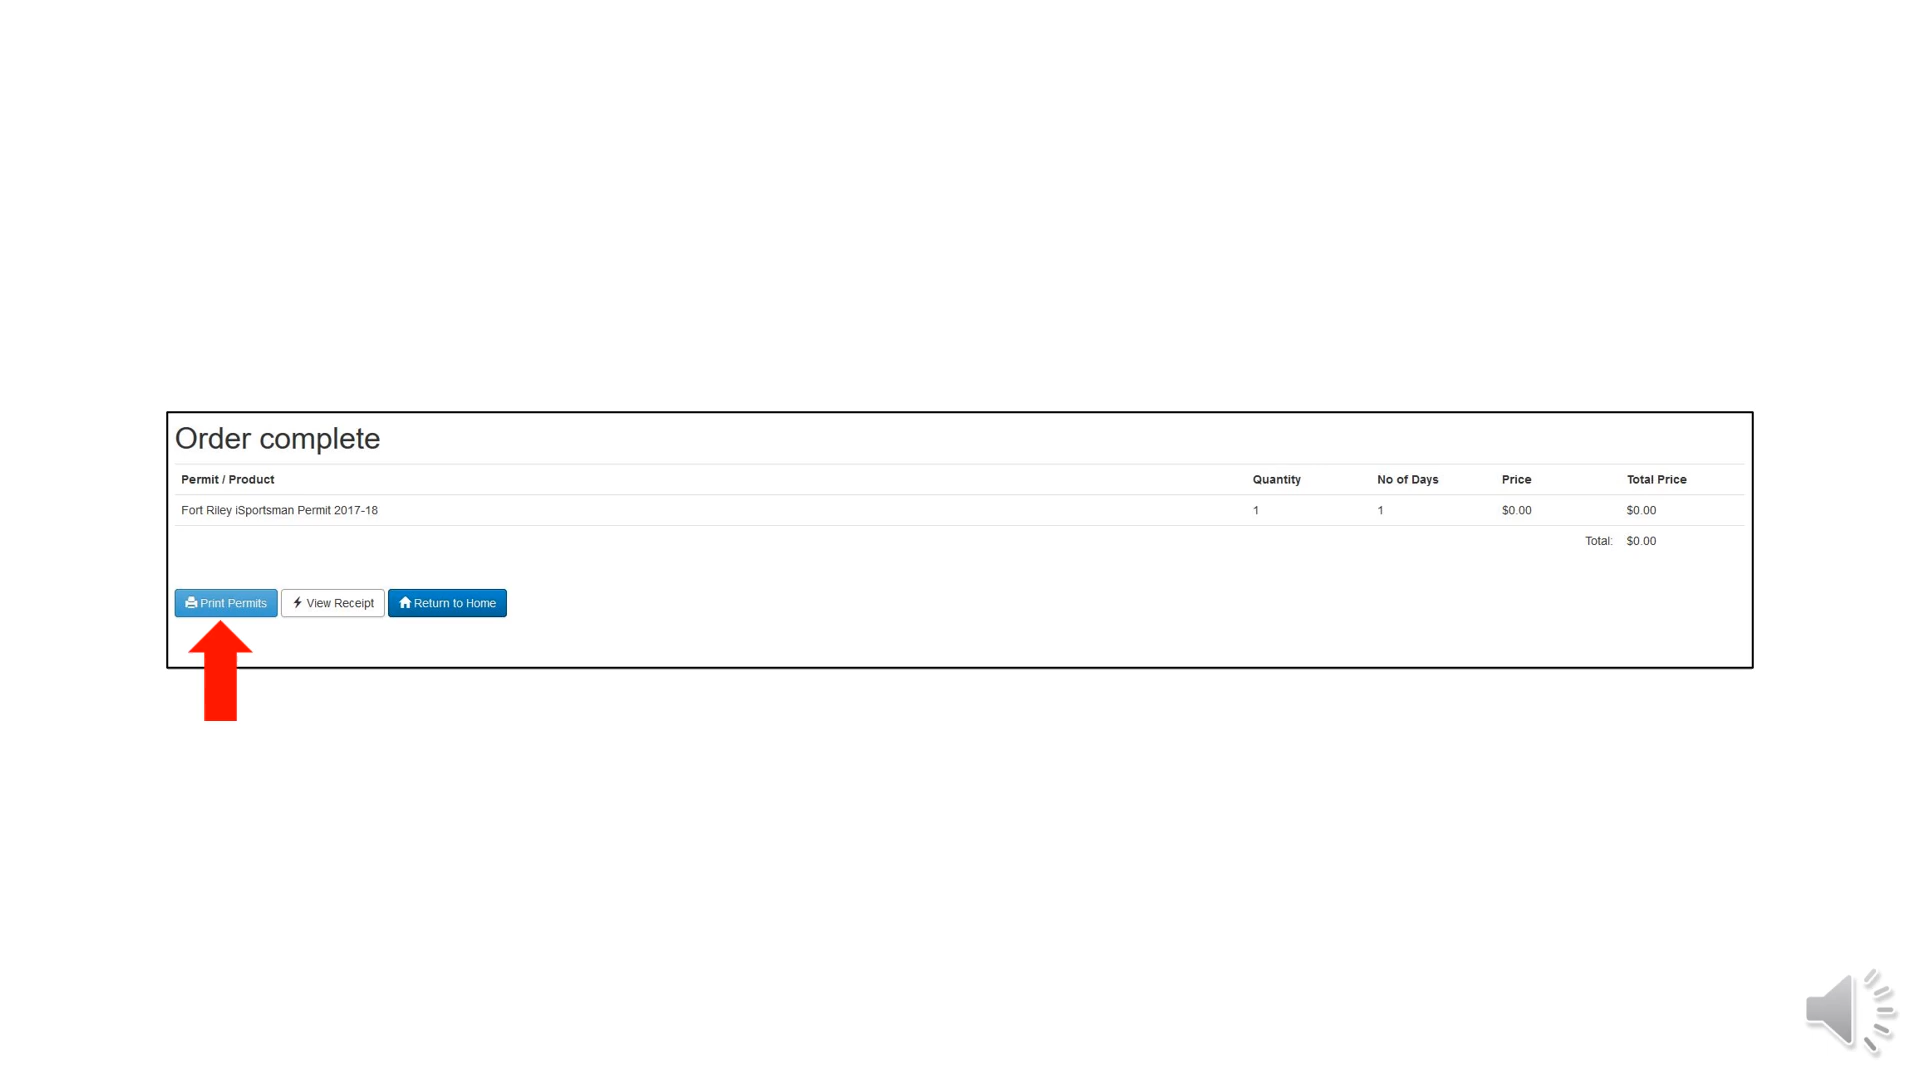 Order complete
Permit / Product Quantity No of Days Price Total Price
Fort Riley iSportsman Permit 2017-18 1 1 $0.00 $0.00
Total: $0.00
Print Permits View Receipt Return to Home